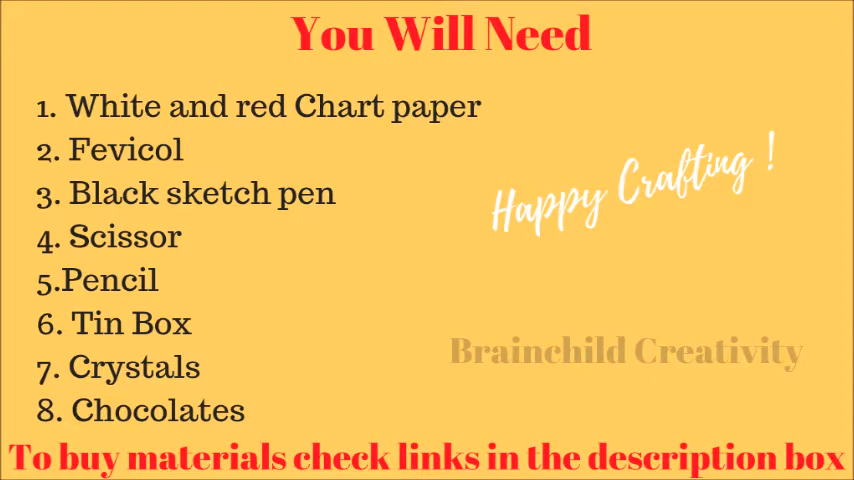 You Will Need
1. White and red Chart paper
2. Fevicol
3. Black sketch pen
4. Scissor
5.Pencil
6. Tin Box
7. Crystals
8. Chocolates
Happy Crafting !
Brainchild Creativity
To buy materials check links in the description box